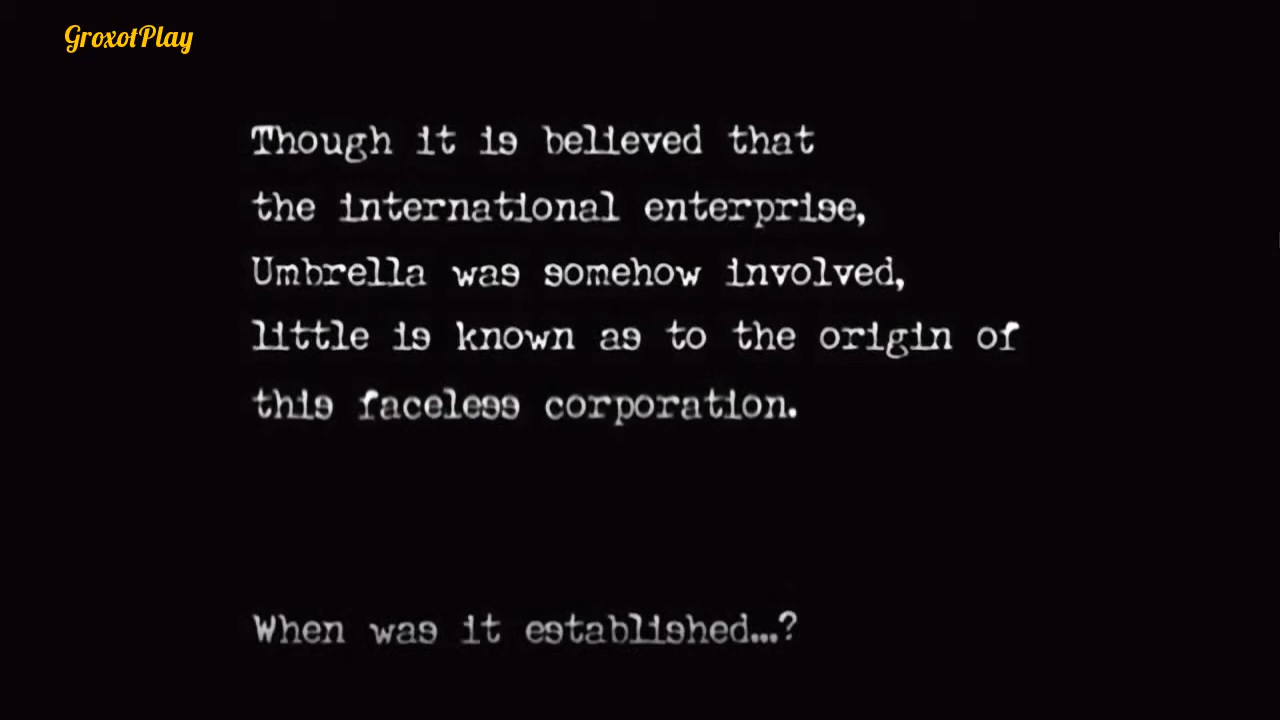 GroxotPlay
Though it is believed that
the international enterprise,
Umbrella was somehow involved,
little is known as to the origin of
this faceless corporation.
When was it established...?